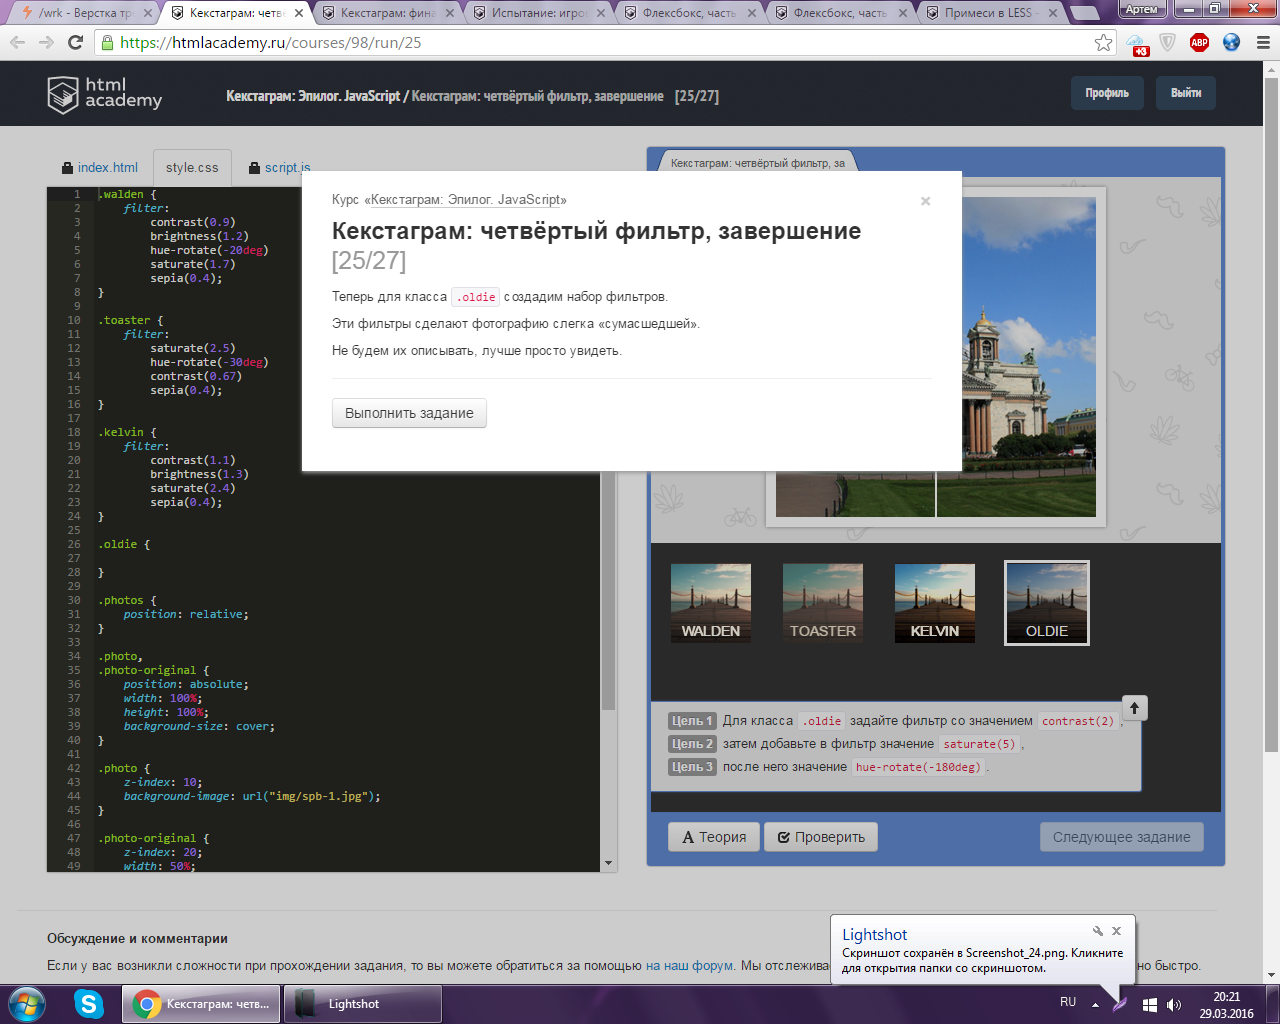 /wrk - Верстка тре
Кекстаграм: четве
Кекстаграм: фина
Испытание: игро
Флексбокс, часть
Флексбокс, часть
Примеси в LESS -
Артем
https://htmlacademy.ru/courses/98/run/25
+3
ABP
html academy
Кекстаграм: Эпилог. JavaScript / Кекстаграм: четвёртый фильтр, завершение [25/27]
Профиль
Выйти
index.html
style.css
script.js
Кекстаграм: четвёртый фильтр, за
1 .walden {
2 filter:
3 contrast(0.9)
4 brightness(1.2)
5 hue-rotate(-20deg)
6 saturate(1.7)
7 sepia(0.4);
8 }
9
10 .toaster {
11 filter:
12 saturate(2.5)
13 hue-rotate(-30deg)
14 contrast(0.67)
15 sepia(0.4);
16 }
17
18 .kelvin {
19 filter:
20 contrast(1.1)
21 brightness(1.3)
22 saturate(2.4)
23 sepia(0.4);
24 }
25
26 .oldie {
27
28 }
29
30 .photos {
31 position: relative;
32 }
33
34 .photo,
35 .photo-original {
36 position: absolute;
37 width: 100%;
38 height: 100%;
39 background-size: cover;
40 }
41
42 .photo {
43 z-index: 10;
44 background-image: url("img/spb-1.jpg");
45 }
46
47 .photo-original {
48 z-index: 20;
49 width: 50%;
Курс «Кекстаграм: Эпилог. JavaScript»
×
Кекстаграм: четвёртый фильтр, завершение
[25/27]
Теперь для класса .oldie создадим набор фильтров.
Эти фильтры сделают фотографию слегка «сумасшедшей».
Не будем их описывать, лучше просто увидеть.
Выполнить задание
WALDEN
TOASTER
KELVIN
OLDIE
Цель 1 Для класса .oldie задайте фильтр со значением contrast(2),
Цель 2 затем добавьте в фильтр значение saturate(5),
Цель 3 после него значение hue-rotate(-180deg).
A Теория
Проверить
Следующее задание
Обсуждение и комментарии
Если у вас возникли сложности при прохождении задания, то вы можете обратиться за помощью на наш форум. Мы отслежива
но быстро.
Lightshot
Скриншот сохранён в Screenshot_24.png. Кликните
для открытия папки со скриншотом.
Кекстаграм: четв...
Lightshot
RU
20:21
29.03.2016